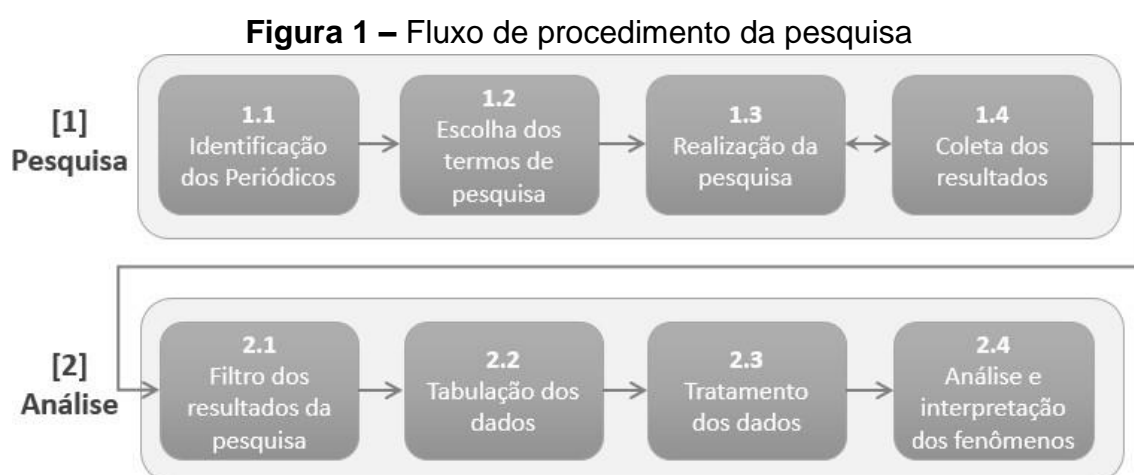 Figura 1 – Fluxo de procedimento da pesquisa
[1]
Pesquisa
1.1
Identificação
dos Periódicos
1.2
Escolha dos
termos de
pesquisa
1.3
Realização da
pesquisa
1.4
Coleta dos
resultados
[2]
Análise
2.1
Filtro dos
resultados da
pesquisa
2.2
Tabulação dos
dados
2.3
Tratamento
dos dados
2.4
Análise e
interpretação
dos fenômenos